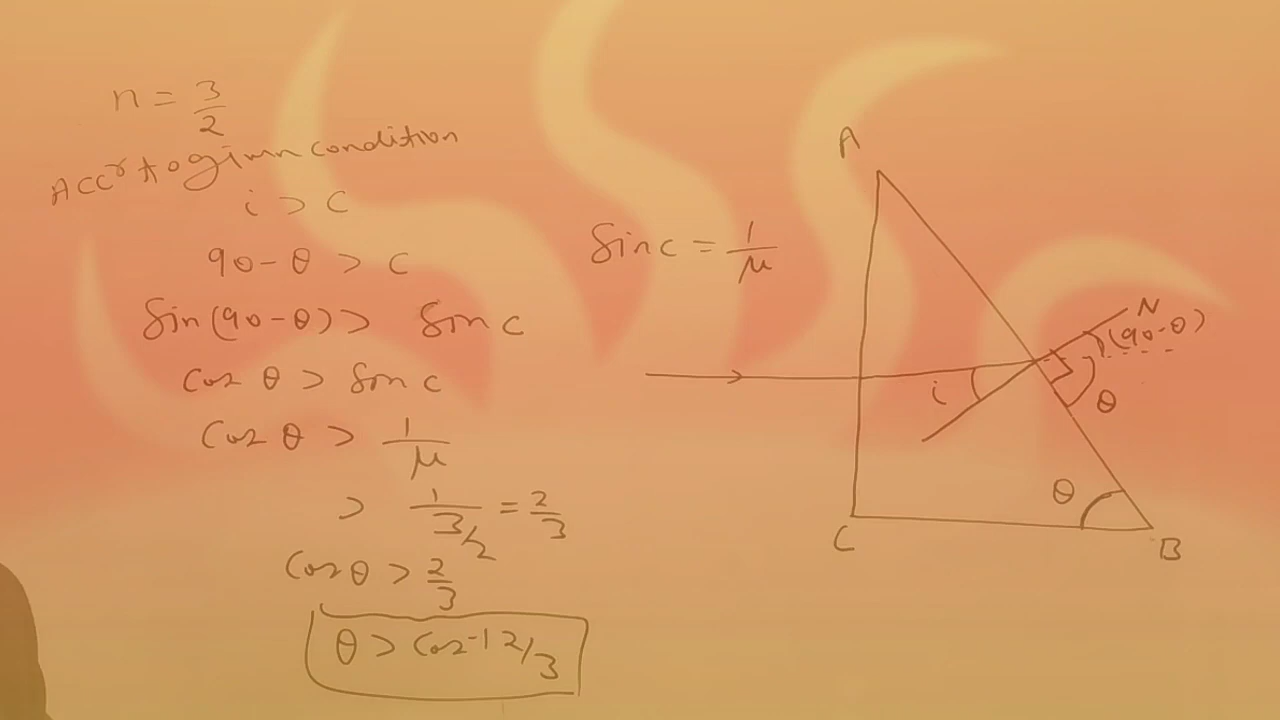 n = 3/2
Accr to given condition
i > C
90 - θ > C
Sin(90 - θ) > Sin C
Cos θ > Sin C
Cos θ > 1/μ
> 1/3/2 = 2/3
Cos θ > 2/3
θ > Cos-1 2/3
Sin C = 1/μ
A
N
(90-θ)
i
θ
θ
C
B